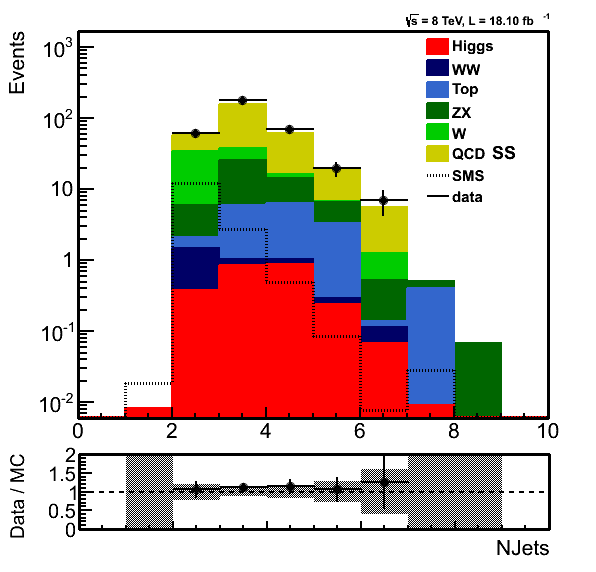 √s = 8 TeV, L = 18.10 fb⁻¹
Events
10³
10²
10
1
10⁻¹
10⁻²
Higgs
WW
Top
ZX
W
QCD SS
SMS
data
0 2 4 6 8 10
Data / MC
2
1.5
1
0.5
0
NJets